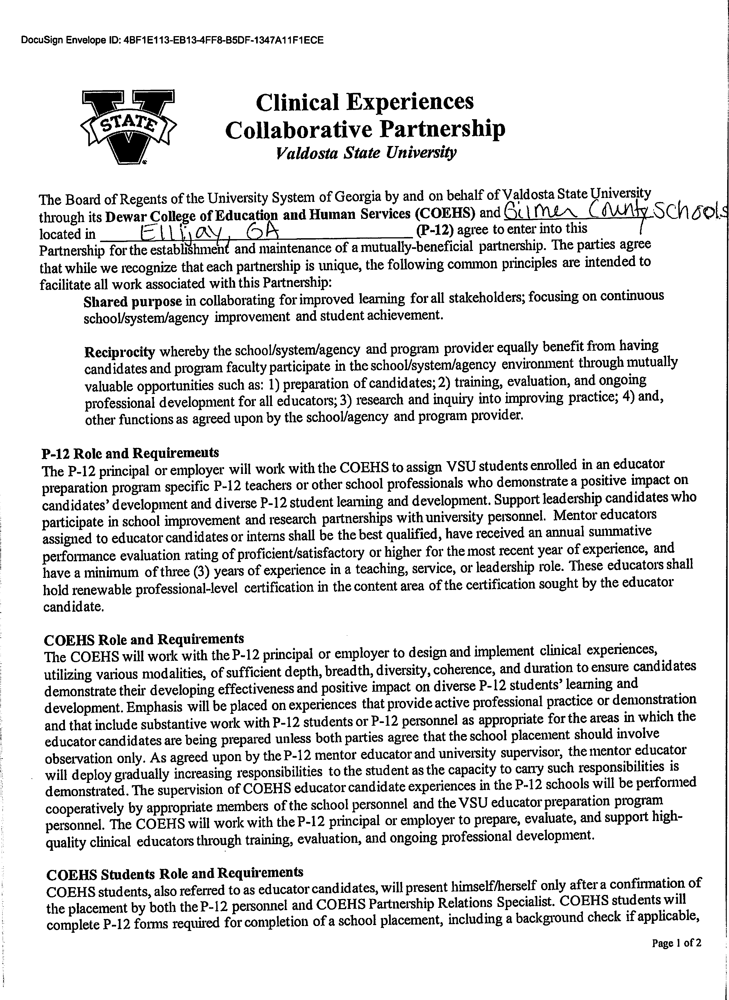 DocuSign Envelope ID: 4BF1E113-EB13-4FF8-B5DF-1347A11F1ECE
STATE
V
Clinical Experiences
Collaborative Partnership
Valdosta State University
The Board of Regents of the University System of Georgia by and on behalf of Valdosta State University
through its Dewar College of Education and Human Services (COEHS) and Gilmer County Schools
located in Ellijay, GA (P-12) agree to enter into this
Partnership for the establishment and maintenance of a mutually-beneficial partnership. The parties agree
that while we recognize that each partnership is unique, the following common principles are intended to
facilitate all work associated with this Partnership:
Shared purpose in collaborating for improved learning for all stakeholders; focusing on continuous
school/system/agency improvement and student achievement.
Reciprocity whereby the school/system/agency and program provider equally benefit from having
candidates and program faculty participate in the school/system/agency environment through mutually
valuable opportunities such as: 1) preparation of candidates; 2) training, evaluation, and ongoing
professional development for all educators; 3) research and inquiry into improving practice; 4) and,
other functions as agreed upon by the school/agency and program provider.
P-12 Role and Requirements
The P-12 principal or employer will work with the COEHS to assign VSU students enrolled in an educator
preparation program specific P-12 teachers or other school professionals who demonstrate a positive impact on
candidates' development and diverse P-12 student learning and development. Support leadership candidates who
participate in school improvement and research partnerships with university personnel. Mentor educators
assigned to educator candidates or interns shall be the best qualified, have received an annual summative
performance evaluation rating of proficient/satisfactory or higher for the most recent year of experience, and
have a minimum of three (3) years of experience in a teaching, service, or leadership role. These educators shall
hold renewable professional-level certification in the content area of the certification sought by the educator
candidate.
COEHS Role and Requirements
The COEHS will work with the P-12 principal or employer to design and implement clinical experiences,
utilizing various modalities, of sufficient depth, breadth, diversity, coherence, and duration to ensure candidates
demonstrate their developing effectiveness and positive impact on diverse P-12 students' learning and
development. Emphasis will be placed on experiences that provide active professional practice or demonstration
and that include substantive work with P-12 students or P-12 personnel as appropriate for the areas in which the
educator candidates are being prepared unless both parties agree that the school placement should involve
observation only. As agreed upon by the P-12 mentor educator and university supervisor, the mentor educator
will deploy gradually increasing responsibilities to the student as the capacity to carry such responsibilities is
demonstrated. The supervision of COEHS educator candidate experiences in the P-12 schools will be performed
cooperatively by appropriate members of the school personnel and the VSU educator preparation program
personnel. The COEHS will work with the P-12 principal or employer to prepare, evaluate, and support high-
quality clinical educators through training, evaluation, and ongoing professional development.
COEHS Students Role and Requirements
COEHS students, also referred to as educator candidates, will present himself/herself only after a confirmation of
the placement by both the P-12 personnel and COEHS Partnership Relations Specialist. COEHS students will
complete P-12 forms required for completion of a school placement, including a background check if applicable,
Page 1 of 2